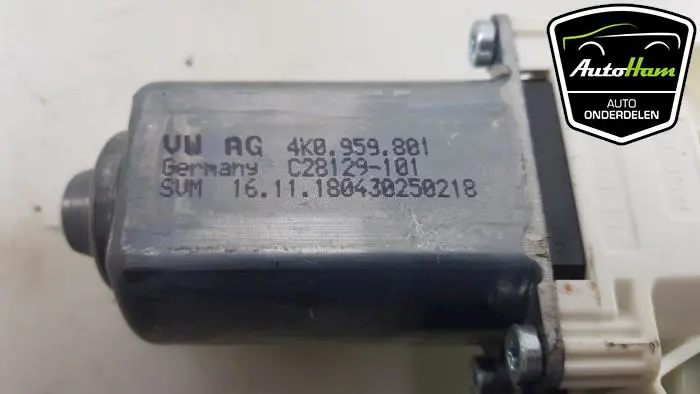 VW AG 4K0.959.801
Germany C28129-101
SVM 16.11.180430250218
AutoHam
AUTO
ONDERDELEN